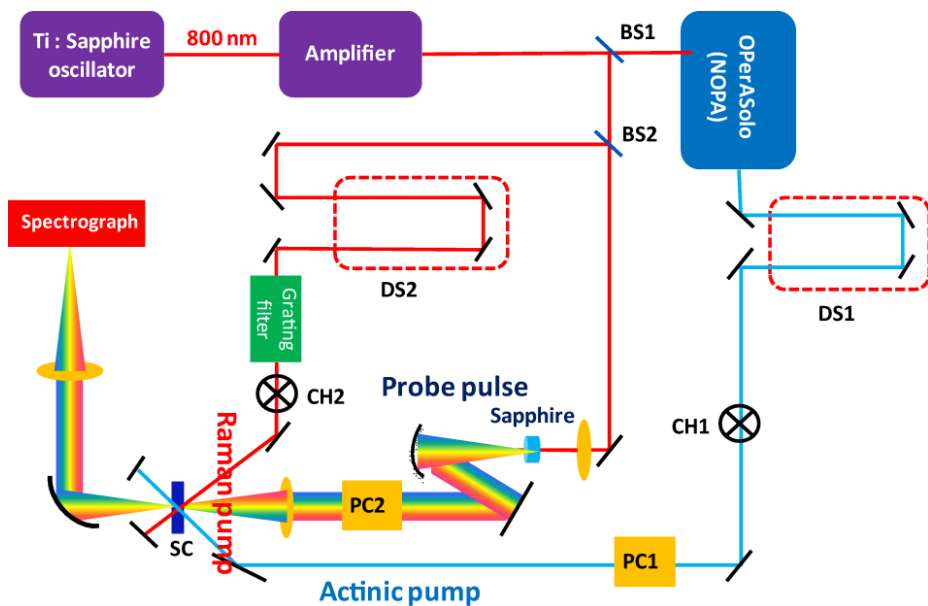 Ti : Sapphire
oscillator
800 nm
Amplifier
BS1
OPerASolo
(NOPA)
BS2
Spectrograph
DS2
DS1
Grating
filter
CH2
Probe pulse
Sapphire
CH1
Raman pump
PC2
SC
PC1
Actinic pump